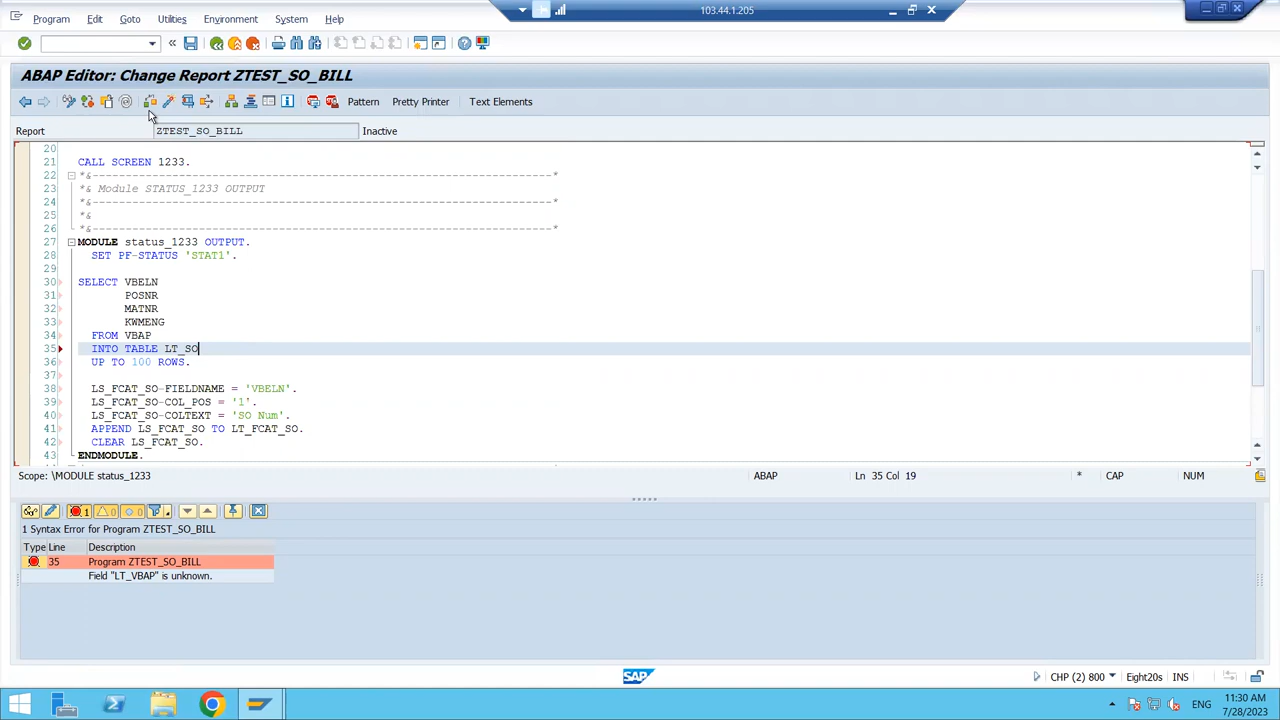 103.44.1.205
Program Edit Goto Utilities Environment System Help
ABAP Editor: Change Report ZTEST_SO_BILL
Pattern Pretty Printer Text Elements
Report ZTEST_SO_BILL Inactive
20
21 CALL SCREEN 1233.
22 *&---------------------------------------------------------------------*
23 *& Module STATUS_1233 OUTPUT
24 *&---------------------------------------------------------------------*
25 *&
26 *&---------------------------------------------------------------------*
27 MODULE status_1233 OUTPUT.
28 SET PF-STATUS 'STAT1'.
29
30 SELECT VBELN
31 POSNR
32 MATNR
33 KWMENG
34 FROM VBAP
35 INTO TABLE LT_SO
36 UP TO 100 ROWS.
37
38 LS_FCAT_SO-FIELDNAME = 'VBELN'.
39 LS_FCAT_SO-COL_POS = '1'.
40 LS_FCAT_SO-COLTEXT = 'SO Num'.
41 APPEND LS_FCAT_SO TO LT_FCAT_SO.
42 CLEAR LS_FCAT_SO.
43 ENDMODULE.
Scope: \MODULE status_1233 ABAP Ln 35 Col 19 * CAP NUM
1 0 0
1 Syntax Error for Program ZTEST_SO_BILL
Type Line Description
35 Program ZTEST_SO_BILL
Field "LT_VBAP" is unknown.
SAP
CHP (2) 800 Eight20s INS
ENG 11:30 AM
7/28/2023